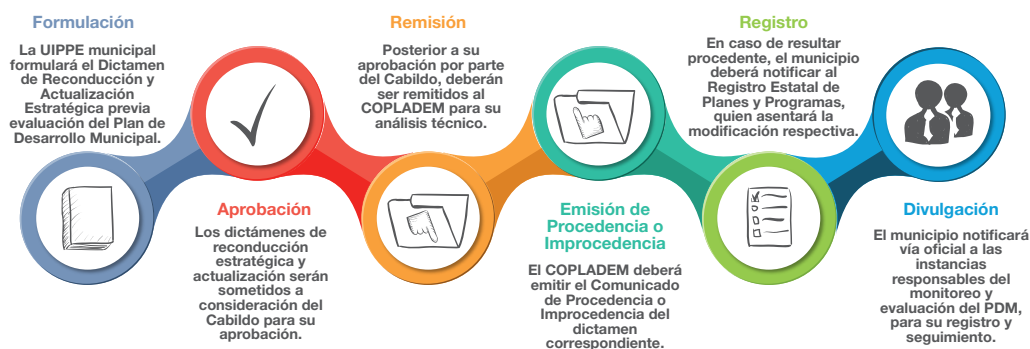 Formulación
La UIPPE municipal
formulará el Dictamen
de Reconducción y
Actualización
Estratégica previa
evaluación del Plan de
Desarrollo Municipal.
Aprobación
Los dictámenes de
reconducción
estratégica y
actualización serán
sometidos a
consideración del
Cabildo para su
aprobación.
Remisión
Posterior a su
aprobación por parte
del Cabildo, deberán
ser remitidos al
COPLADEM para su
análisis técnico.
Emisión de
Procedencia o
Improcedencia
El COPLADEM deberá
emitir el Comunicado
de Procedencia o
Improcedencia del
dictamen
correspondiente.
Registro
En caso de resultar
procedente, el municipio
deberá notificar al
Registro Estatal de
Planes y Programas,
quien asentará la
modificación respectiva.
Divulgación
El municipio notificará
vía oficial a las
instancias
responsables del
monitoreo y
evaluación del PDM,
para su registro y
seguimiento.